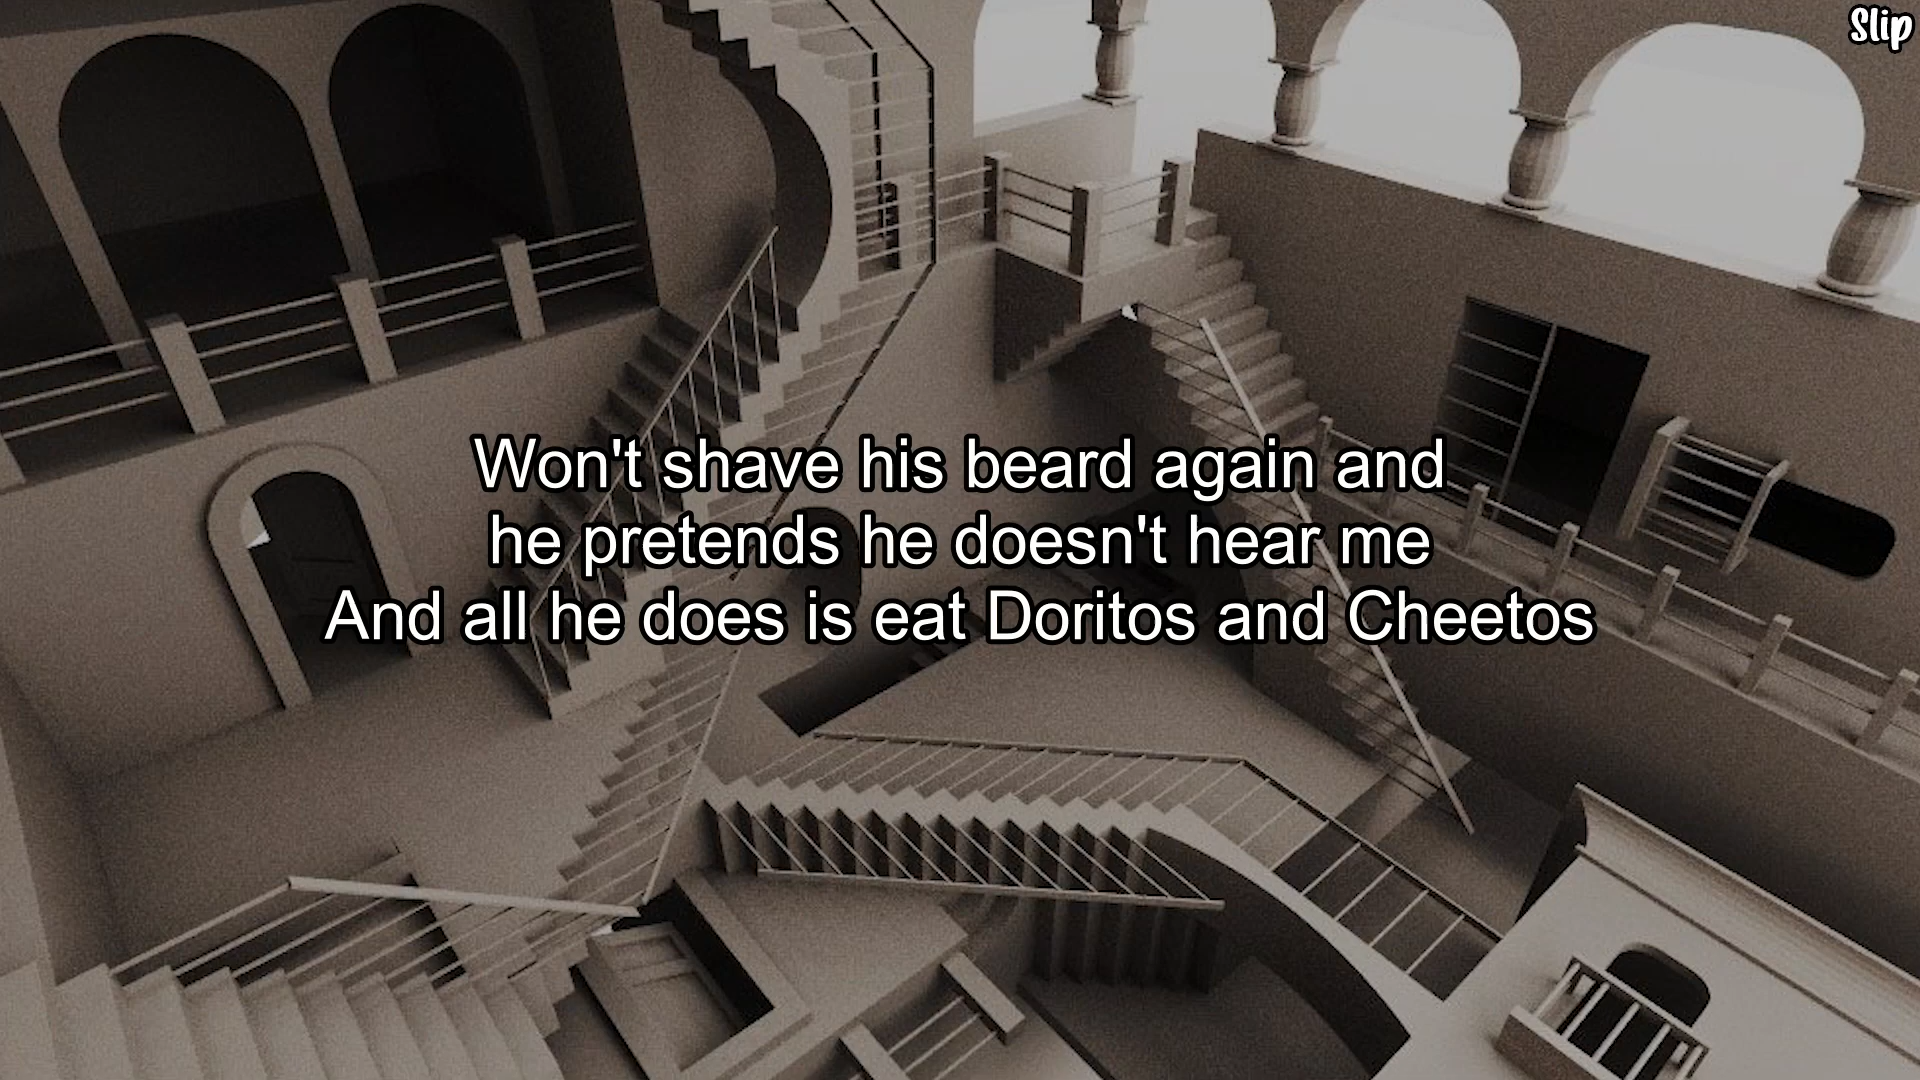 Slip
Won't shave his beard again and
he pretends he doesn't hear me
And all he does is eat Doritos and Cheetos